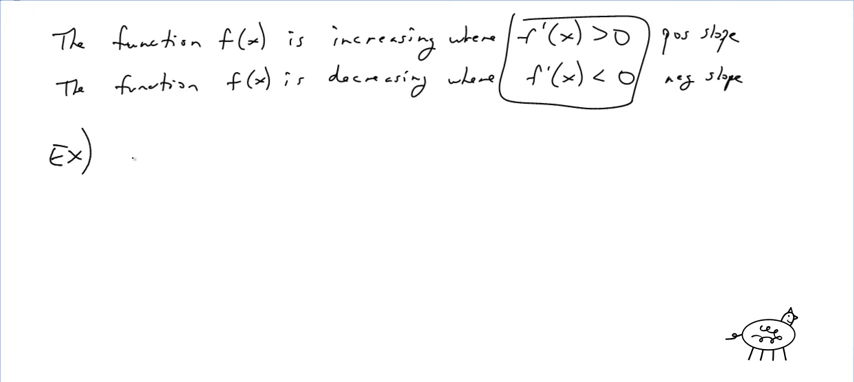 The function f(x) is increasing where f'(x) > 0 pos slope
The function f(x) is decreasing where f'(x) < 0 neg slope
Ex)